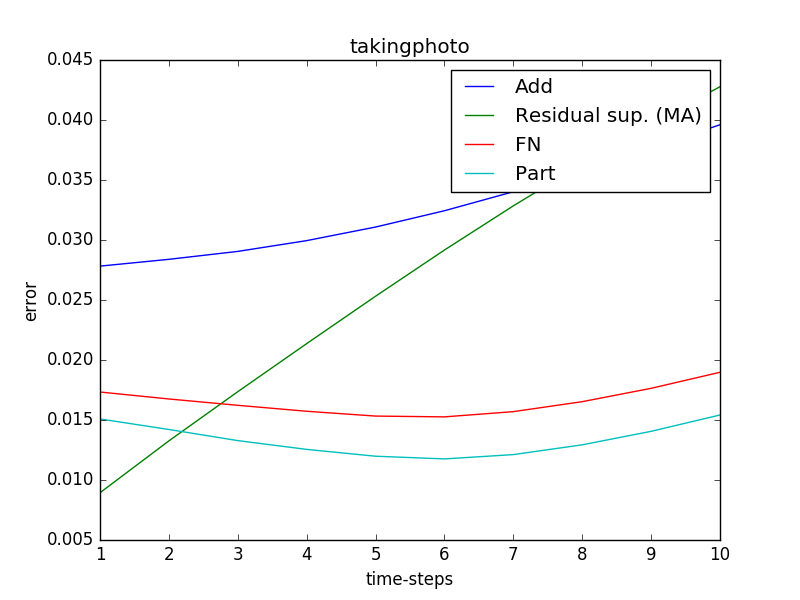 takingphoto
0.045
0.040
0.035
0.030
0.025
0.020
0.015
0.010
0.005
error
Add
Residual sup. (MA)
FN
Part
1 2 3 4 5 6 7 8 9 10
time-steps